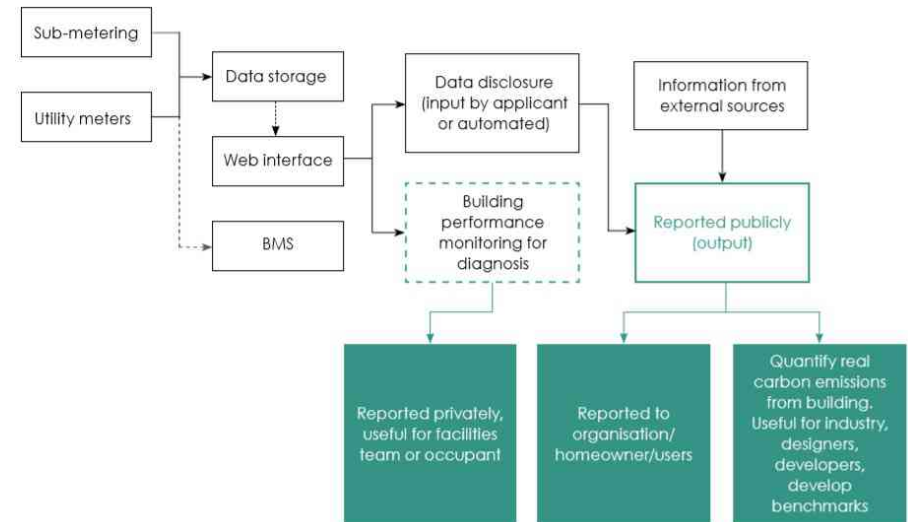 Sub-metering
Utility meters
Data storage
Web interface
BMS
Data disclosure
(input by applicant
or automated)
Building
performance
monitoring for
diagnosis
Information from
external sources
Reported publicly
(output)
Reported privately,
useful for facilities
team or occupant
Reported to
organisation/
homeowner/users
Quantify real
carbon emissions
from building.
Useful for industry,
designers,
developers,
develop
benchmarks